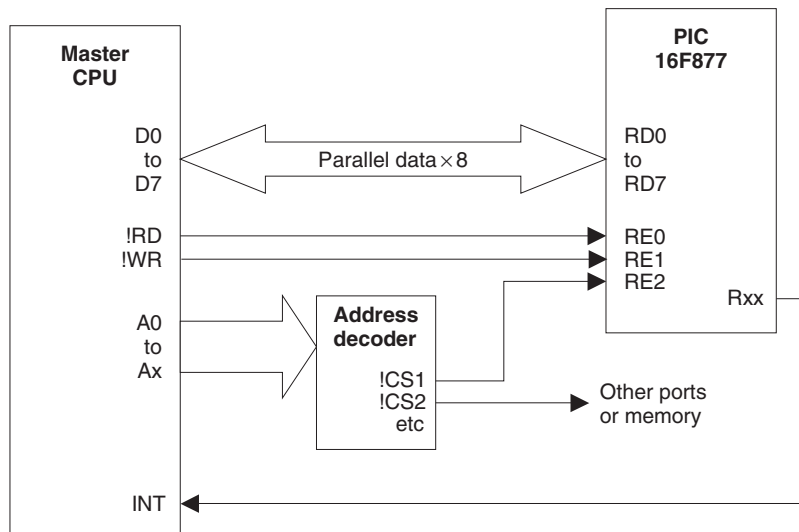 Master
CPU
D0
to
D7
!RD
!WR
A0
to
Ax
INT
Parallel data×8
Address
decoder
!CS1
!CS2
etc
Other ports
or memory
PIC
16F877
RD0
to
RD7
RE0
RE1
RE2
Rxx